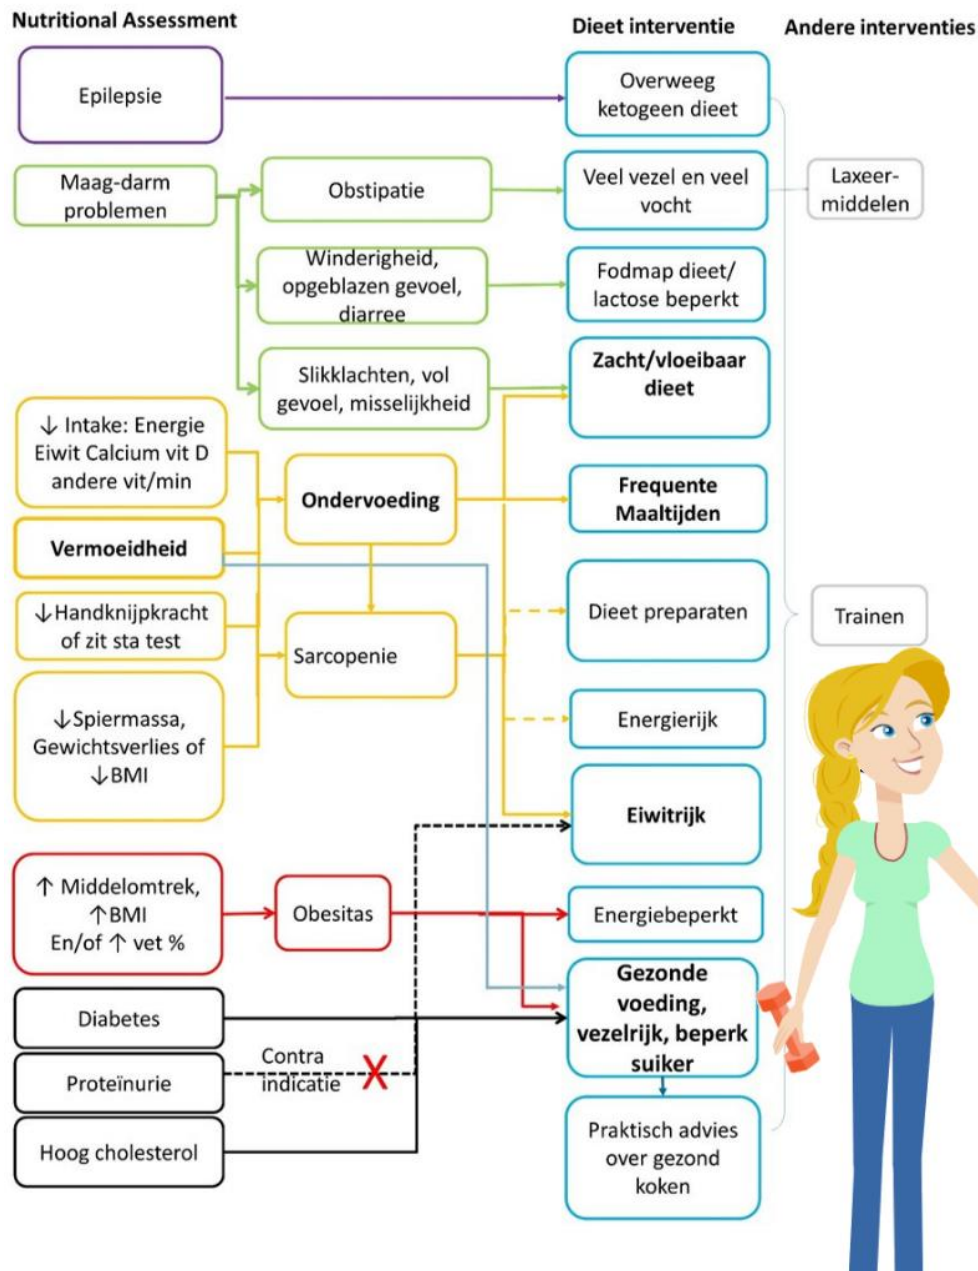 Nutritional Assessment
Dieet interventie
Andere interventies
Epilepsie
Overweeg
ketogeen dieet
Maag-darm
problemen
Obstipatie
Veel vezel en veel
vocht
Laxeer-
middelen
Winderigheid,
opgeblazen gevoel,
diarree
Fodmap dieet/
lactose beperkt
Slikklachten, vol
gevoel, misselijkheid
Zacht/vloeibaar
dieet
↓ Intake: Energie
Eiwit Calcium vit D
andere vit/min
Ondervoeding
Frequente
Maaltijden
Vermoeidheid
↓Handknijpkracht
of zit sta test
Sarcopenie
Dieet preparaten
Trainen
↓Spiermassa,
Gewichtsverlies of
↓BMI
Energierijk
Eiwitrijk
↑ Middelomtrek,
↑BMI
En/of ↑ vet %
Obesitas
Energiebeperkt
Gezonde
voeding,
vezelrijk, beperk
suiker
Diabetes
Proteïnurie
Contra
indicatie
X
Hoog cholesterol
Praktisch advies
over gezond
koken